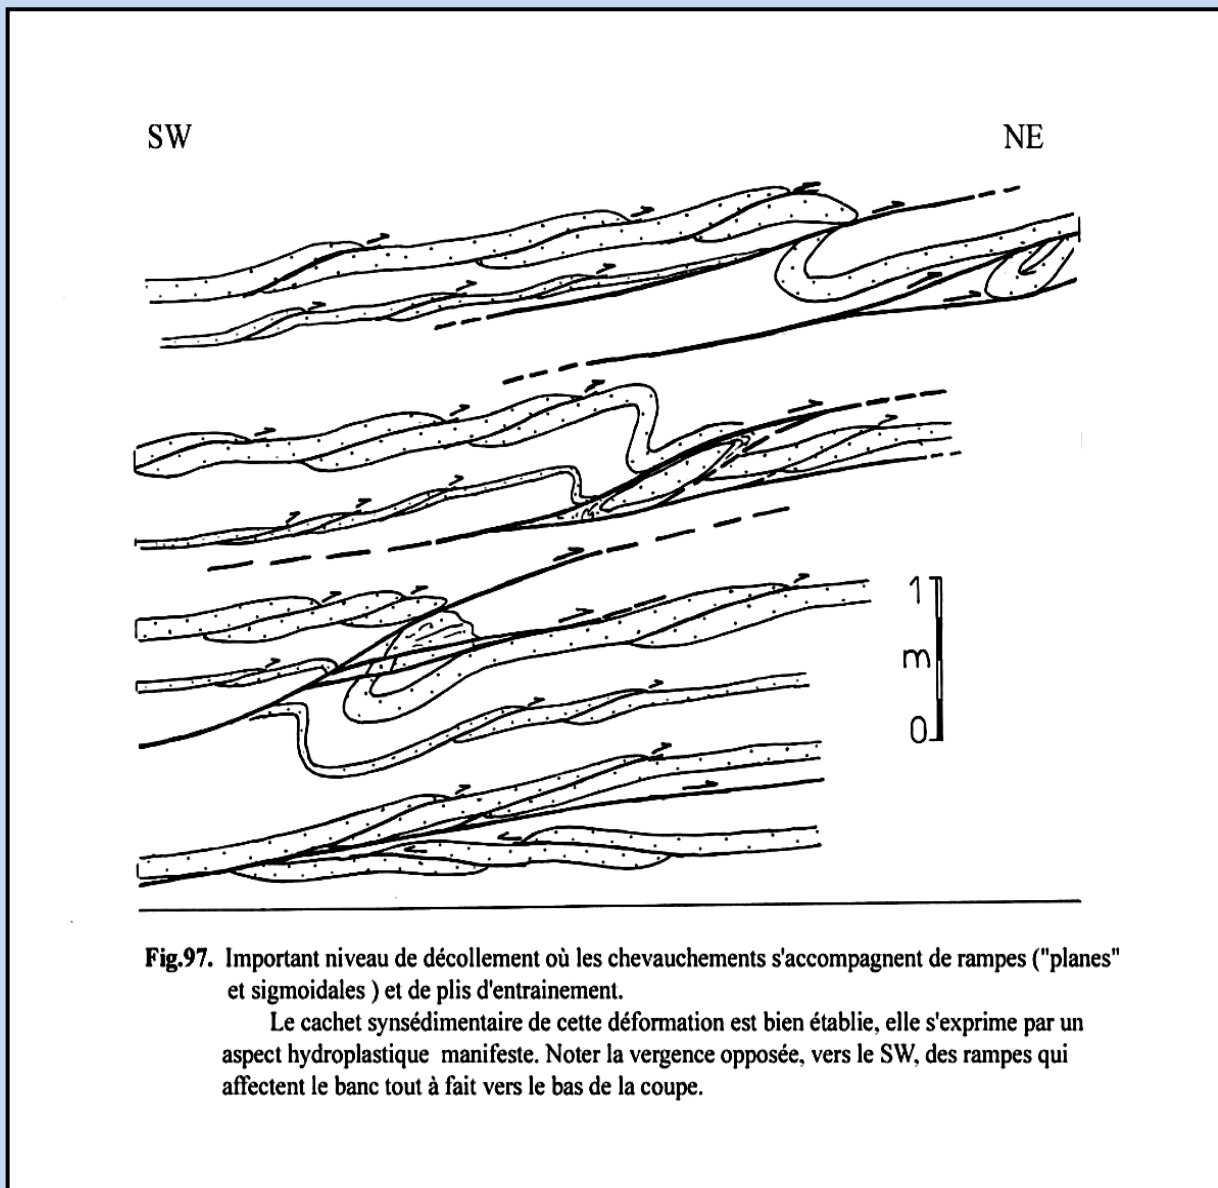 SW
NE
1
m
0
Fig.97. Important niveau de décollement où les chevauchements s'accompagnent de rampes ("planes"
et sigmoidales ) et de plis d'entrainement.
Le cachet synsédimentaire de cette déformation est bien établie, elle s'exprime par un
aspect hydroplastique manifeste. Noter la vergence opposée, vers le SW, des rampes qui
affectent le banc tout à fait vers le bas de la coupe.